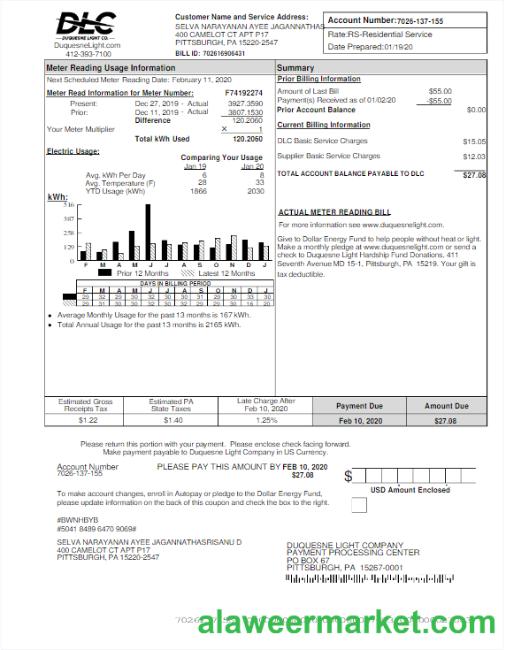 DLC
DUQUESNE LIGHT CO.
DuquesneLight.com
412-393-7100
Customer Name and Service Address:
SELVA NARAYANAN AYEE JAGANNATHAS
400 CAMELOT CT APT P17
PITTSBURGH, PA 15220-2547
BILL ID: 702616906431
Account Number:7026-137-155
Rate:RS-Residential Service
Date Prepared:01/19/20
Meter Reading Usage Information
Next Scheduled Meter Reading Date: February 11, 2020
Meter Read Information for Meter Number: F74192274
Present: Dec 27, 2019 - Actual 3927.3590
Prior: Dec 11, 2019 - Actual 3807.1530
Difference 120.2060
Your Meter Multiplier X 1
Total kWh Used 120.2060
Electric Usage:
Comparing Your Usage
Jan 19 Jan 20
Avg. kWh Per Day 6 8
Avg. Temperature (F) 28 33
YTD Usage (kWh) 1866 2030
kWh:
516
387
258
129
0
F M A M J J A S O N D J
Prior 12 Months Latest 12 Months
DAYS IN BILLING PERIOD
F M A M J J A S O N D J
29 32 29 30 32 30 30 31 29 30 33 30
29 31 30 30 32 30 32 29 29 30 16 20
• Average Monthly Usage for the past 13 months is 167 kWh.
• Total Annual Usage for the past 13 months is 2165 kWh.
Summary
Prior Billing Information
Amount of Last Bill $55.00
Payment(s) Received as of 01/02/20 -$55.00
Prior Account Balance $0.00
Current Billing Information
DLC Basic Service Charges $15.05
Supplier Basic Service Charges $12.03
TOTAL ACCOUNT BALANCE PAYABLE TO DLC $27.08
ACTUAL METER READING BILL
For more information see www.duquesnelight.com.
Give to Dollar Energy Fund to help people without heat or light.
Make a monthly pledge at www.duquesnelight.com or send a
check to Duquesne Light Hardship Fund Donations, 411
Seventh Avenue MD 15-1, Pittsburgh, PA 15219. Your gift is
tax deductible.
Estimated Gross Receipts Tax
Estimated PA State Taxes
Late Charge After Feb 10, 2020
Payment Due
Amount Due
$1.22 $1.40 1.25% Feb 10, 2020 $27.08
Please return this portion with your payment. Please enclose check facing forward.
Make payment payable to Duquesne Light Company in US Currency.
Account Number
7026-137-155
PLEASE PAY THIS AMOUNT BY FEB 10, 2020
$27.08
$
USD Amount Enclosed
To make account changes, enroll in Autopay or pledge to the Dollar Energy Fund,
please update information on the back of this coupon and check the box to the right.
#BWNHBYB
#5041 8489 6470 9069#
SELVA NARAYANAN AYEE JAGANNATHASRISANU D
400 CAMELOT CT APT P17
PITTSBURGH, PA 15220-2547
DUQUESNE LIGHT COMPANY
PAYMENT PROCESSING CENTER
PO BOX 67
PITTSBURGH, PA 15267-0001
alaweermarket.com